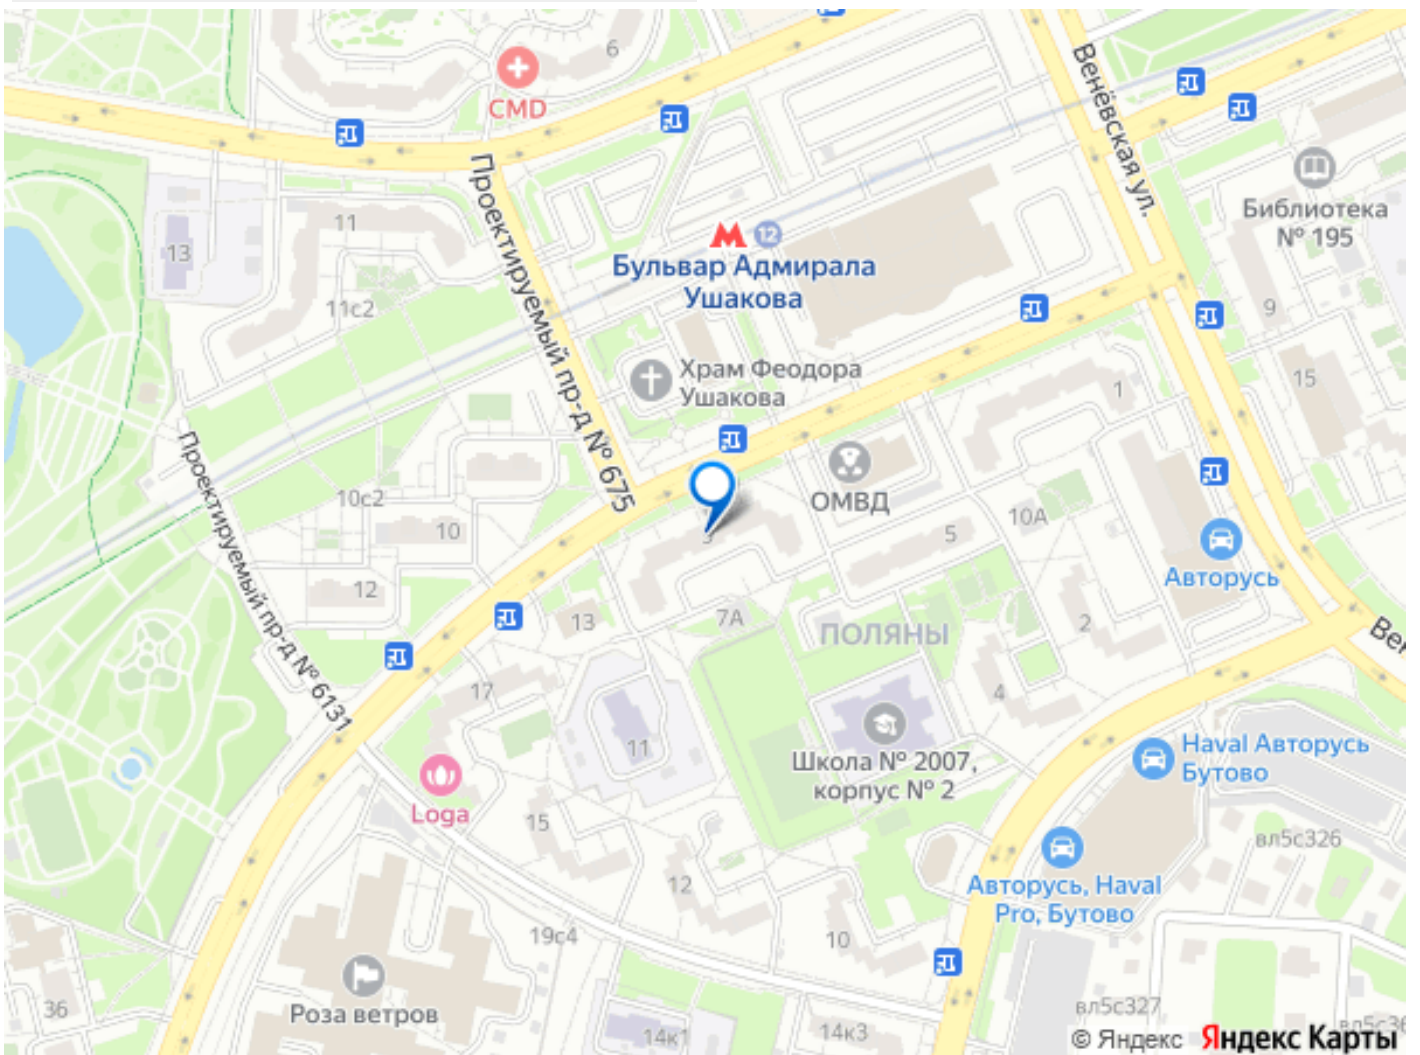 6
CMD
Венёвская ул.
Проектируемый пр-д № 675
11
13
12
Библиотека
№ 195
Бульвар Адмирала
Ушакова
11с2
9
Храм Феодора
Ушакова
15
1
Проектируемый пр-д № 6131
10с2
10
ОМВД
10А
5
3
Авторусь
12
13
7А
ПОЛЯНЫ
2
Вен
17
4
11
Школа № 2007,
корпус № 2
Haval Авторусь
Бутово
Loga
15
вл5с326
12
Авторусь, Haval
Pro, Бутово
19с4
10
36
Роза ветров
14к1
14к3
вл5с327
© Яндекс Яндекс Карты